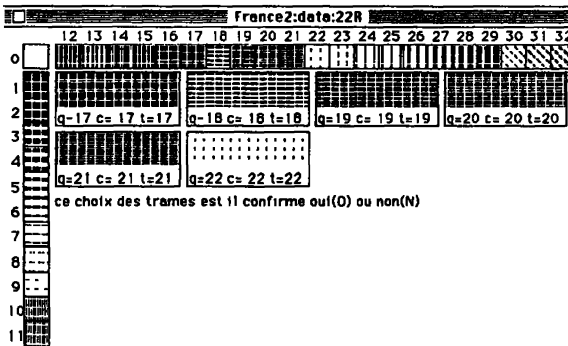 France2:data:22R
12 13 14 15 16 17 18 19 20 21 22 23 24 25 26 27 28 29 30 31 32
0
1
2
3
4
5
6
7
8
9
10
11
q-17 c= 17 t=17 q-18 c= 18 t=18 q=19 c= 19 t=19 q=20 c= 20 t=20
q=21 c= 21 t=21 q=22 c= 22 t=22
ce choix des trames est il confirme oui(O) ou non(N)